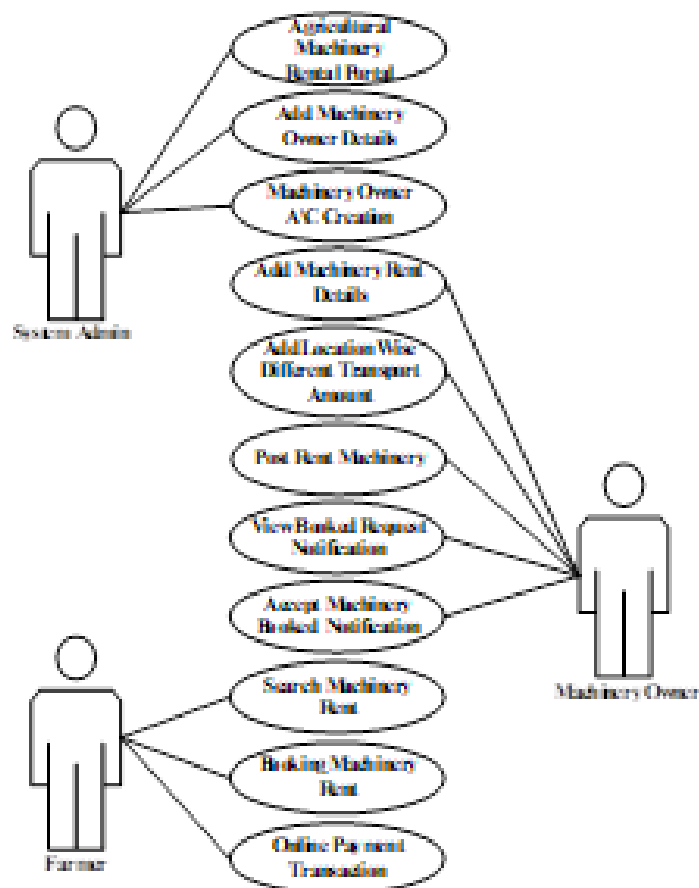 Agricultural
Machinery
Rental Portal
Add Machinery
Owner Details
Machinery Owner
A/C Creation
System Admin
Add Machinery Rent
Details
Add Location Wise
Different Transport
Amount
Post Rent Machinery
View Booked Request
Notification
Accept Machinery
Booked Notification
Machinery Owner
Search Machinery
Rent
Booking Machinery
Rent
Online Payment
Transaction
Farmer